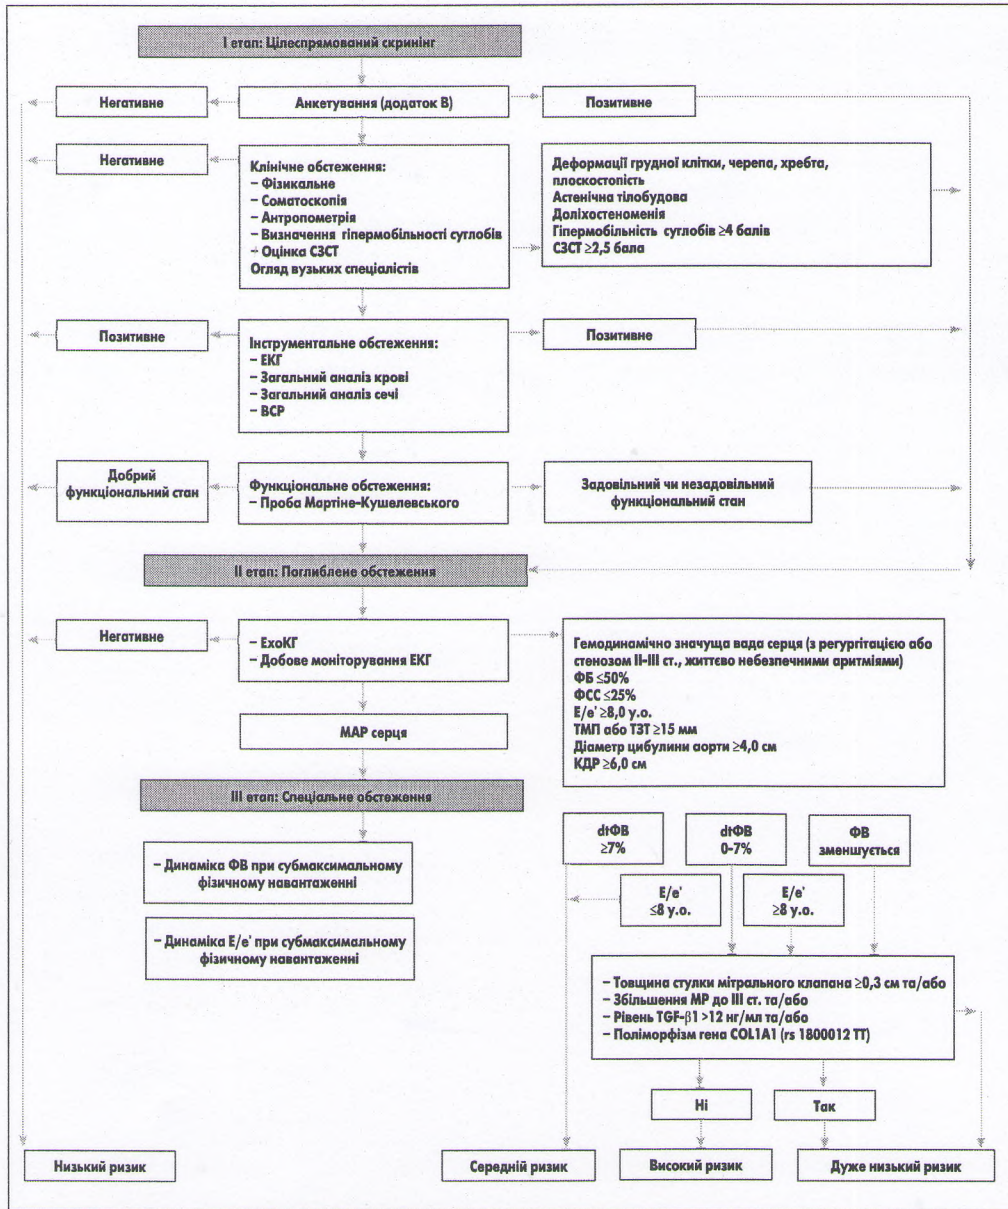 I етап: Цілеспрямований скринінг
Негативне
Анкетування (додаток В)
Позитивне
Негативне
Клінічне обстеження:
– Фізикальне
– Соматоскопія
– Антропометрія
– Визначення гіпермобільності суглобів
– Оцінка СЗСТ
Огляд вузьких спеціалістів
Деформації грудної клітки, черепа, хребта,
плоскостопість
Астенічна тілобудова
Доліхостеноменія
Гіпермобільність суглобів ≥4 балів
СЗСТ ≥2,5 бала
Позитивне
Інструментальне обстеження:
– ЕКГ
– Загальний аналіз крові
– Загальний аналіз сечі
– ВСР
Позитивне
Добрий
функціональний стан
Функціональне обстеження:
– Проба Мартіне-Кушелевського
Задовільний чи незадовільний
функціональний стан
II етап: Поглиблене обстеження
Негативне
– ЕхоКГ
– Добове моніторування ЕКГ
Гемодинамічно значуща вада серця (з регургітацією або
стенозом II-III ст., життєво небезпечними аритміями)
ФБ ≤50%
ФСС ≤25%
E/e' ≥8,0 у.о.
ТМП або ТЗТ ≥15 мм
Діаметр цибулини аорти ≥4,0 см
КДР ≥6,0 см
МАР серця
III етап: Спеціальне обстеження
– Динаміка ФВ при субмаксимальному
фізичному навантаженні
– Динаміка E/e' при субмаксимальному
фізичному навантаженні
dtФВ
≥7%
dtФВ
0-7%
ФВ
зменшується
E/e'
≤8 у.о.
E/e'
≥8 у.о.
– Товщина стулки мітрального клапана ≥0,3 см та/або
– Збільшення МР до III ст. та/або
– Рівень TGF-β1 >12 нг/мл та/або
– Поліморфізм гена COL1A1 (rs 1800012 TT)
Ні
Так
Низький ризик
Середній ризик
Високий ризик
Дуже низький ризик